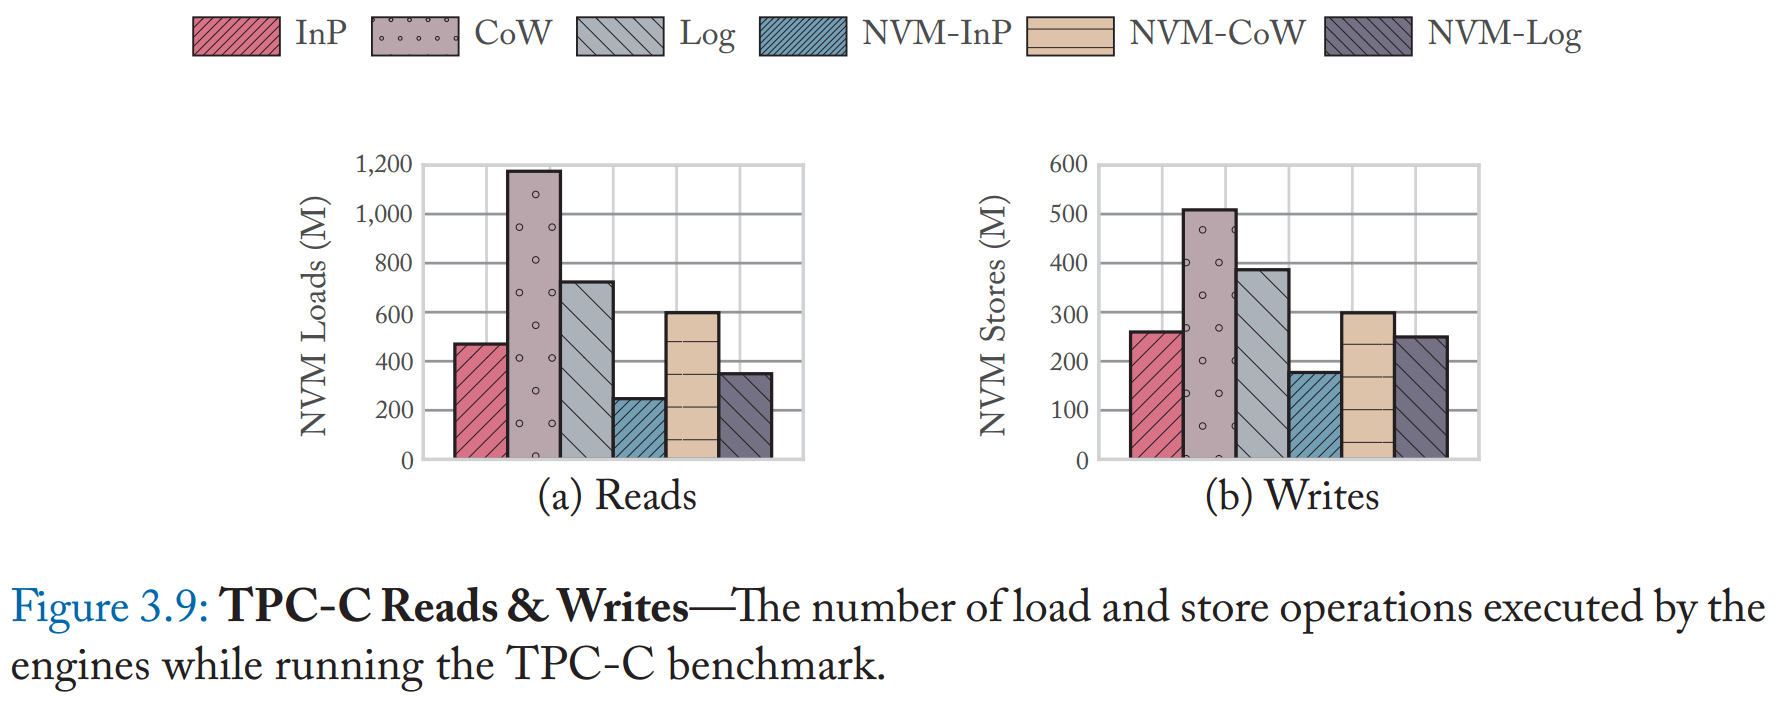 InP CoW Log NVM-InP NVM-CoW NVM-Log
NVM Loads (M)
1,200
1,000
800
600
400
200
0
(a) Reads
NVM Stores (M)
600
500
400
300
200
100
0
(b) Writes
Figure 3.9: TPC-C Reads & Writes—The number of load and store operations executed by the
engines while running the TPC-C benchmark.